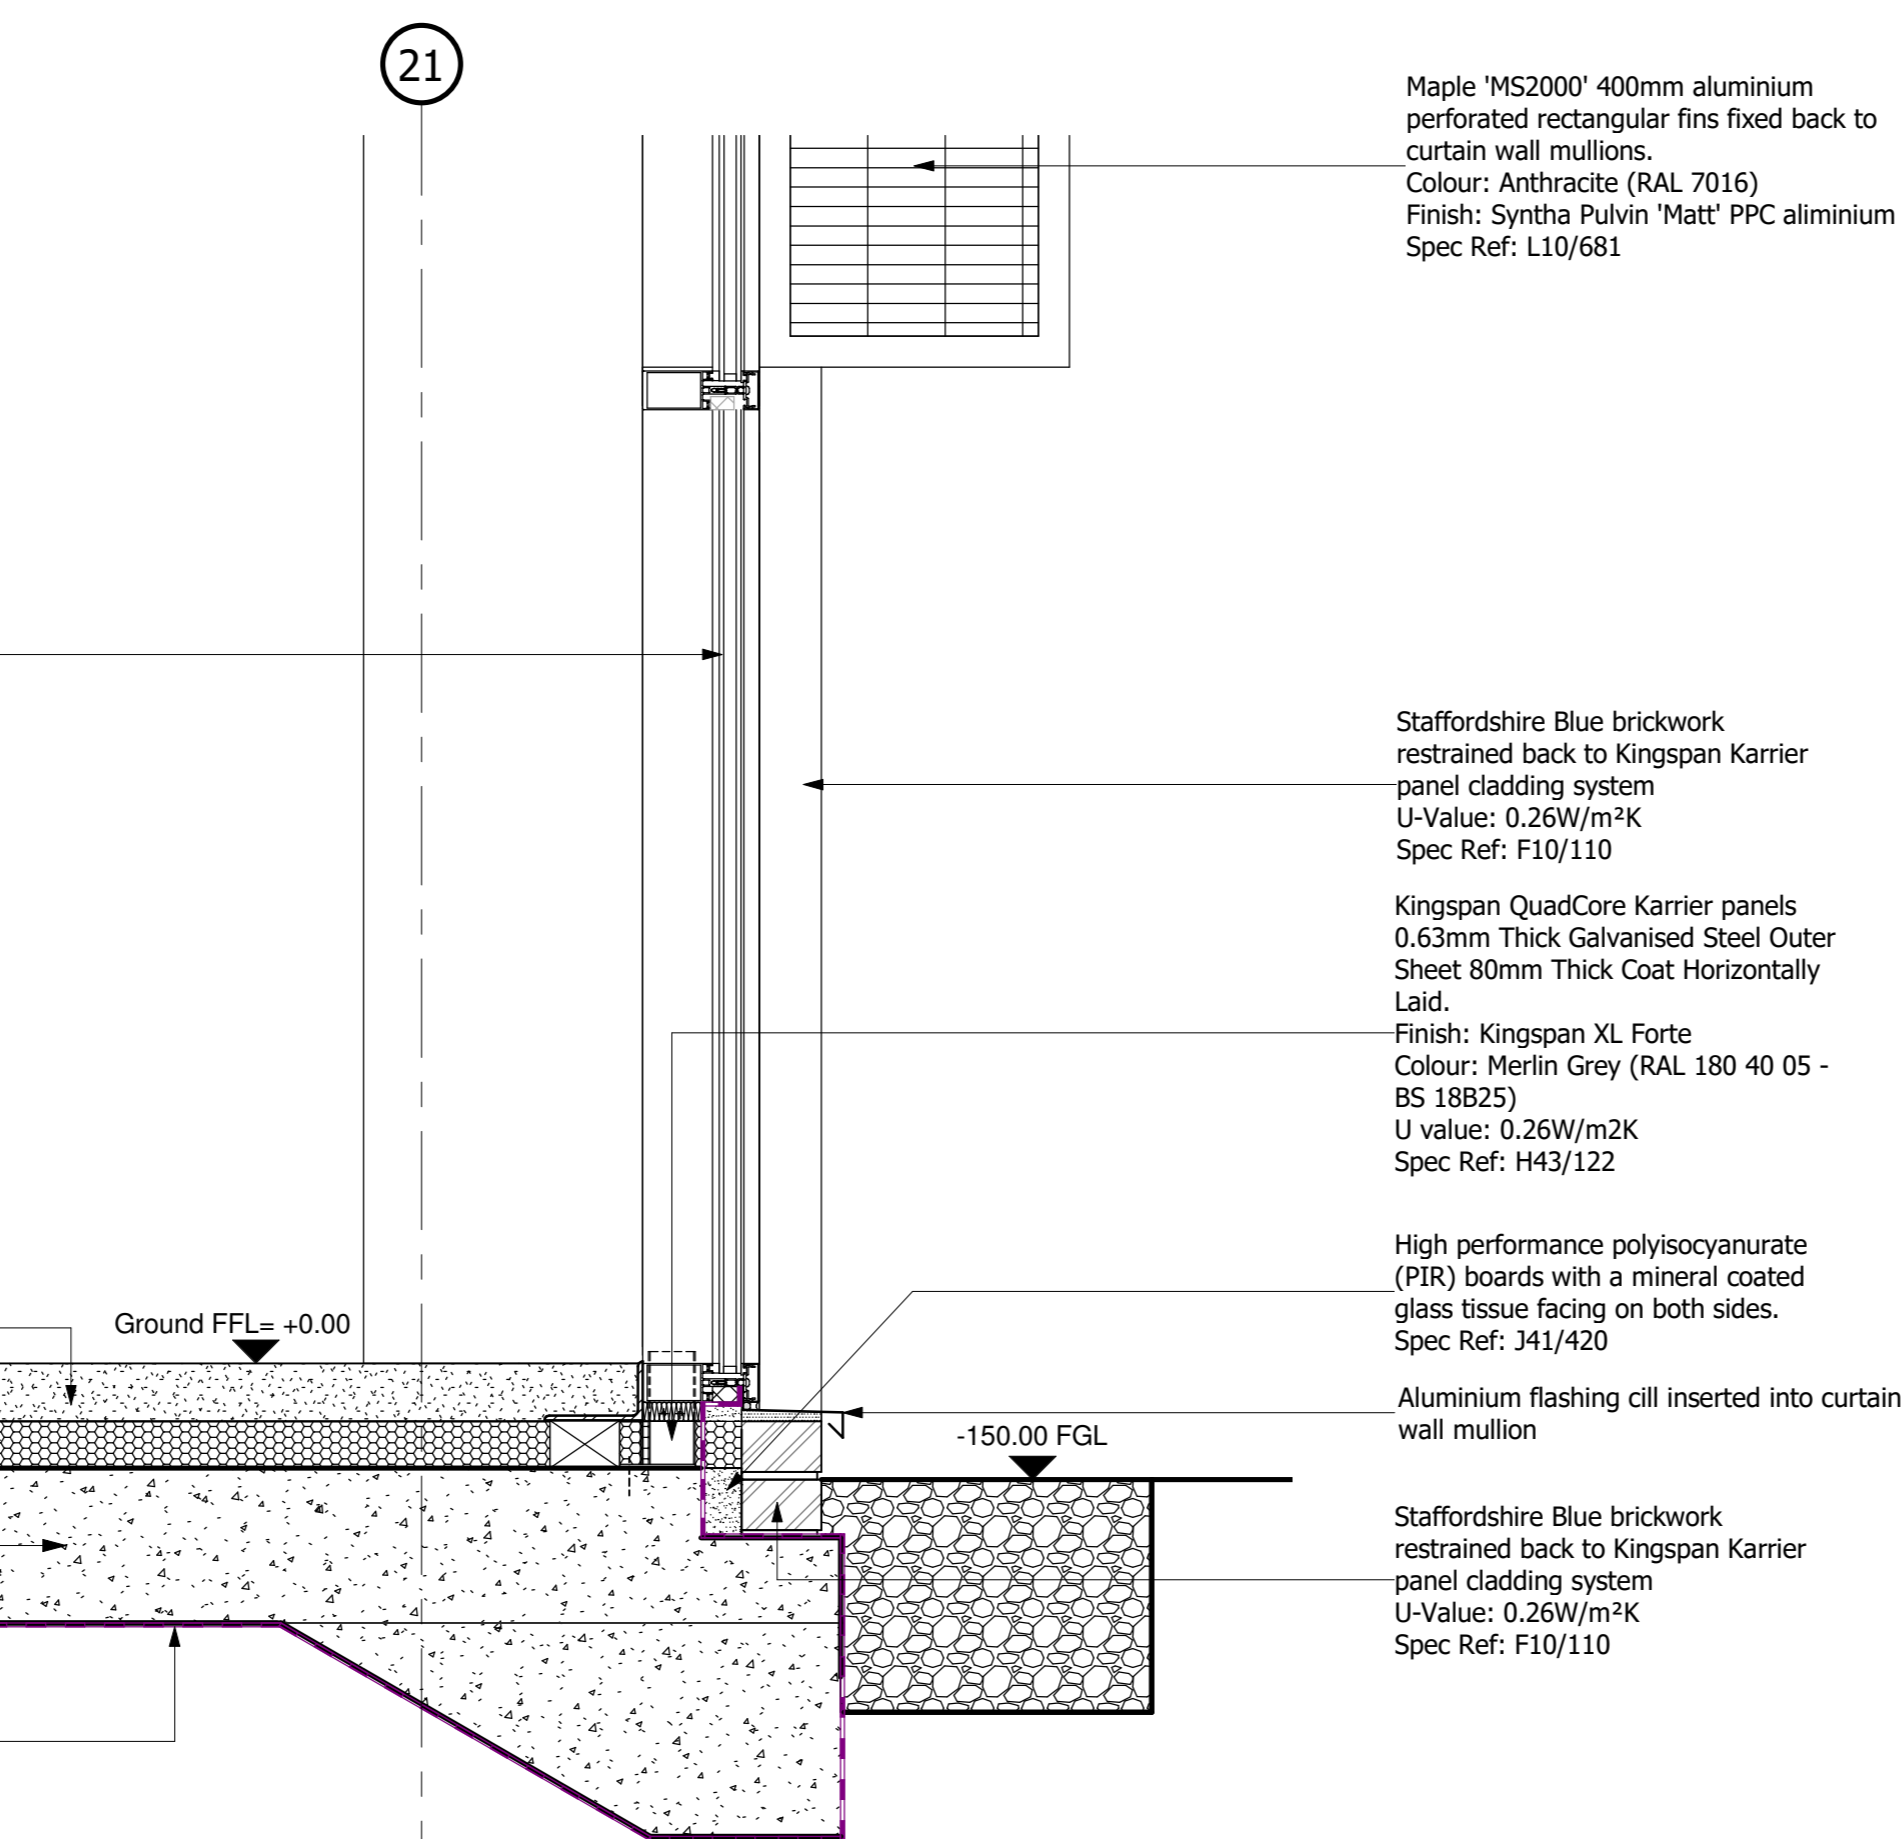 21
Maple 'MS2000' 400mm aluminium
perforated rectangular fins fixed back to
curtain wall mullions.
Colour: Anthracite (RAL 7016)
Finish: Syntha Pulvin 'Matt' PPC aliminium
Spec Ref: L10/681
Staffordshire Blue brickwork
restrained back to Kingspan Karrier
panel cladding system
U-Value: 0.26W/m²K
Spec Ref: F10/110
Kingspan QuadCore Karrier panels
0.63mm Thick Galvanised Steel Outer
Sheet 80mm Thick Coat Horizontally
Laid.
Finish: Kingspan XL Forte
Colour: Merlin Grey (RAL 180 40 05 -
BS 18B25)
U value: 0.26W/m2K
Spec Ref: H43/122
High performance polyisocyanurate
(PIR) boards with a mineral coated
glass tissue facing on both sides.
Spec Ref: J41/420
Ground FFL= +0.00
Aluminium flashing cill inserted into curtain
wall mullion
-150.00 FGL
Staffordshire Blue brickwork
restrained back to Kingspan Karrier
panel cladding system
U-Value: 0.26W/m²K
Spec Ref: F10/110